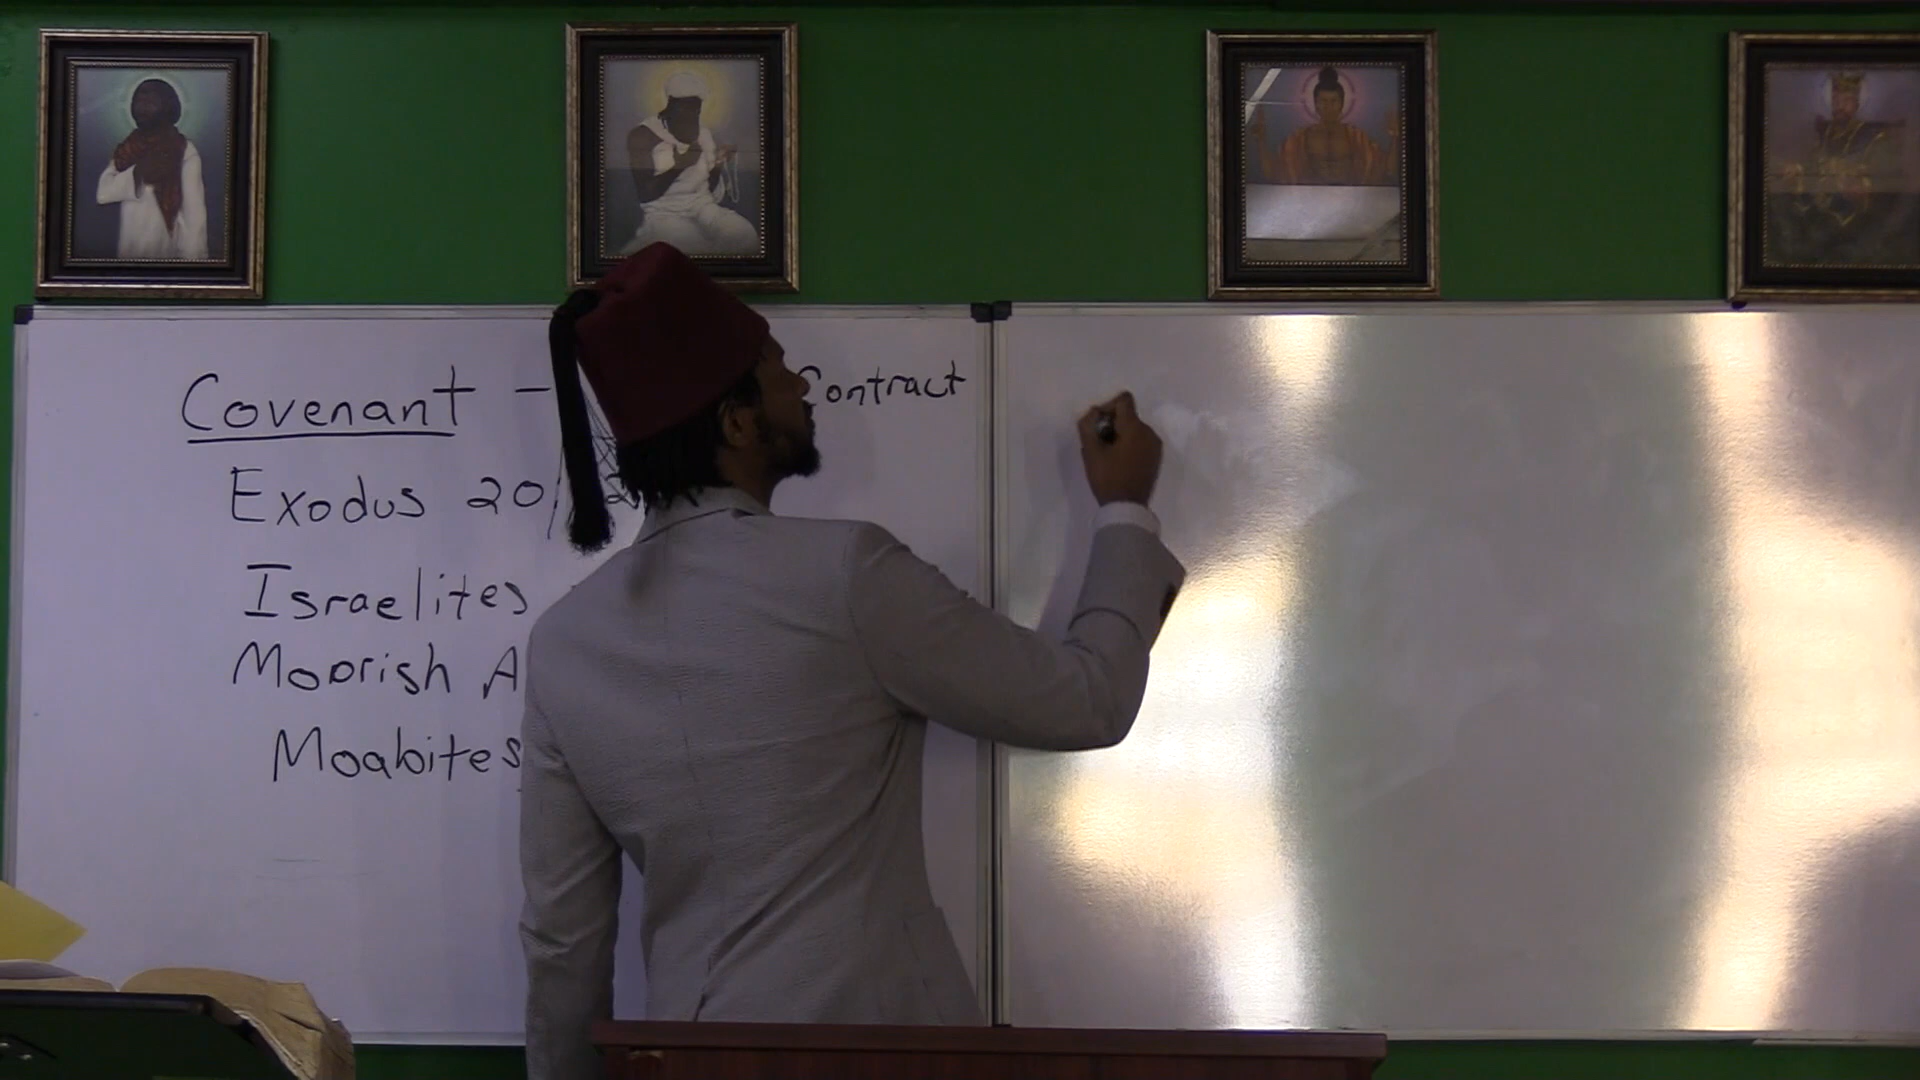 Covenant - Contract
Exodus 20
Israelites
Moorish A
Moabites